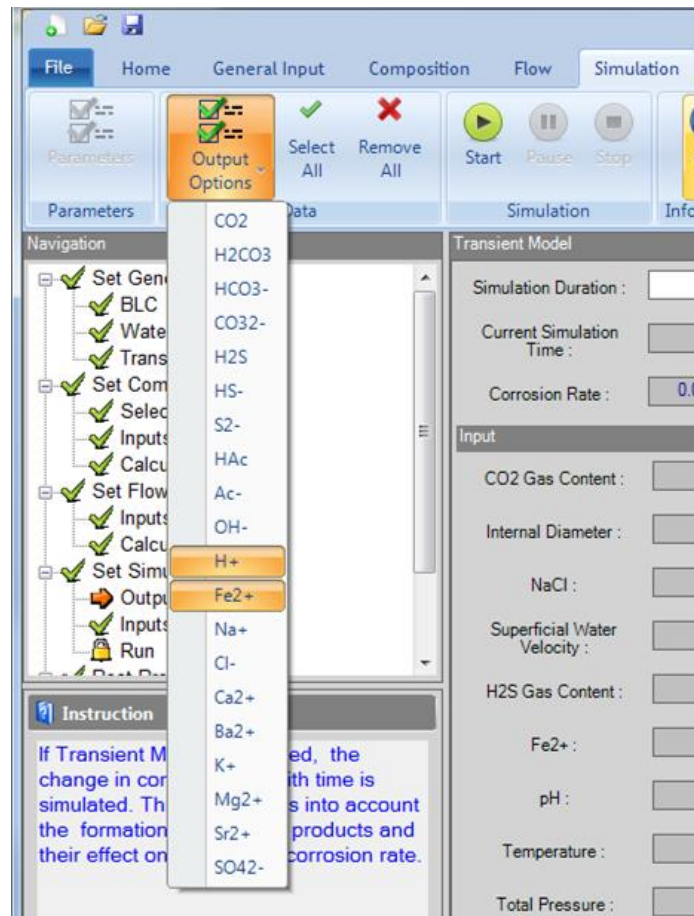 File Home General Input Composition Flow Simulation
Parameters
Output Options
Select All
Remove All
Start Pause Stop
Parameters Data Simulation Info
Navigation
Set Gen
BLC
Wate
Trans
Set Com
Selec
Inputs
Calcu
Set Flow
Inputs
Calcu
Set Simu
Outpu
Inputs
Run
CO2
H2CO3
HCO3-
CO32-
H2S
HS-
S2-
HAc
Ac-
OH-
H+
Fe2+
Na+
Cl-
Ca2+
Ba2+
K+
Mg2+
Sr2+
SO42-
Instruction
If Transient M ed, the
change in cor ith time is
simulated. Th s into account
the formation products and
their effect on corrosion rate.
Transient Model
Simulation Duration :
Current Simulation
Time :
Corrosion Rate : 0.0
Input
CO2 Gas Content :
Internal Diameter :
NaCl :
Superficial Water
Velocity :
H2S Gas Content :
Fe2+ :
pH :
Temperature :
Total Pressure :